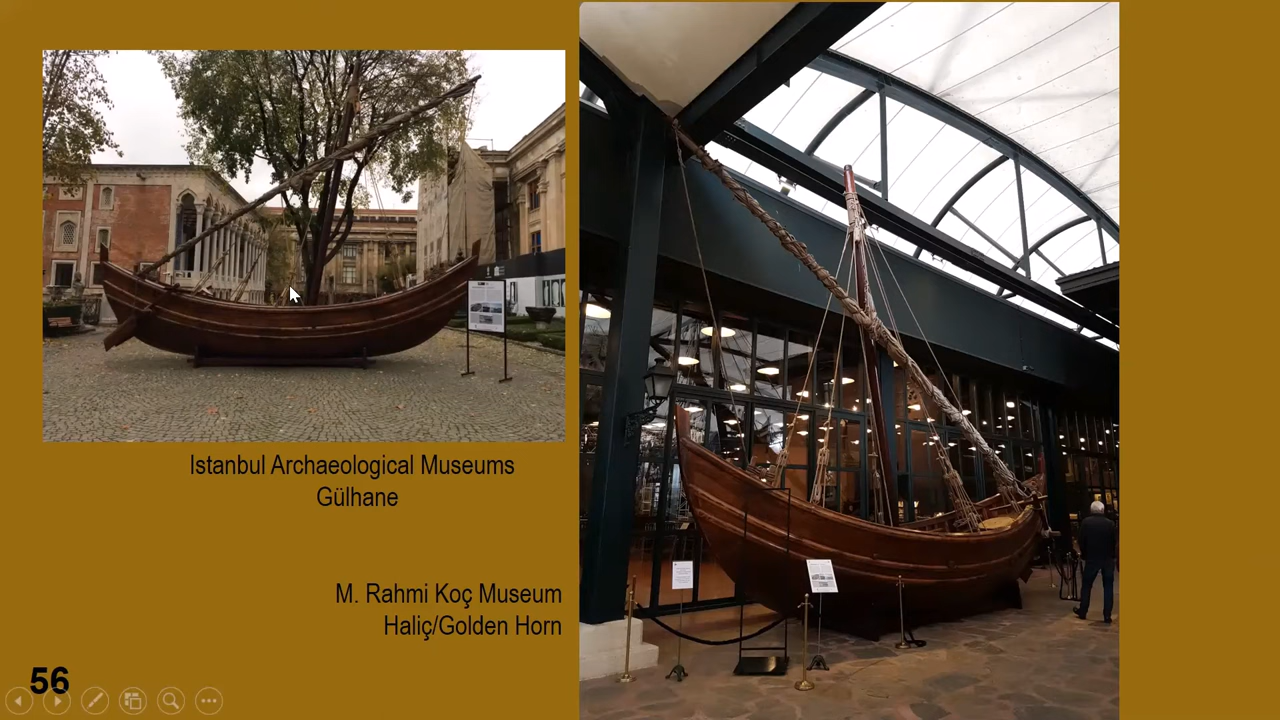 Istanbul Archaeological Museums
Gülhane
M. Rahmi Koç Museum
Haliç/Golden Horn
56